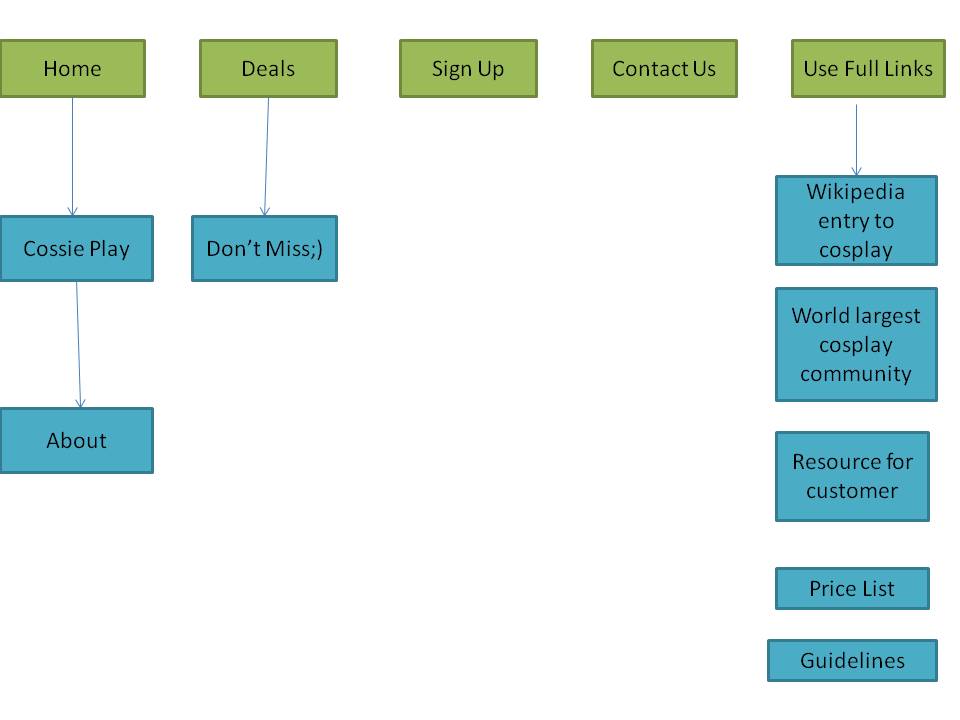 Home
Deals
Sign Up
Contact Us
Use Full Links
Cossie Play
Don't Miss;)
About
Wikipedia
entry to
cosplay
World largest
cosplay
community
Resource for
customer
Price List
Guidelines